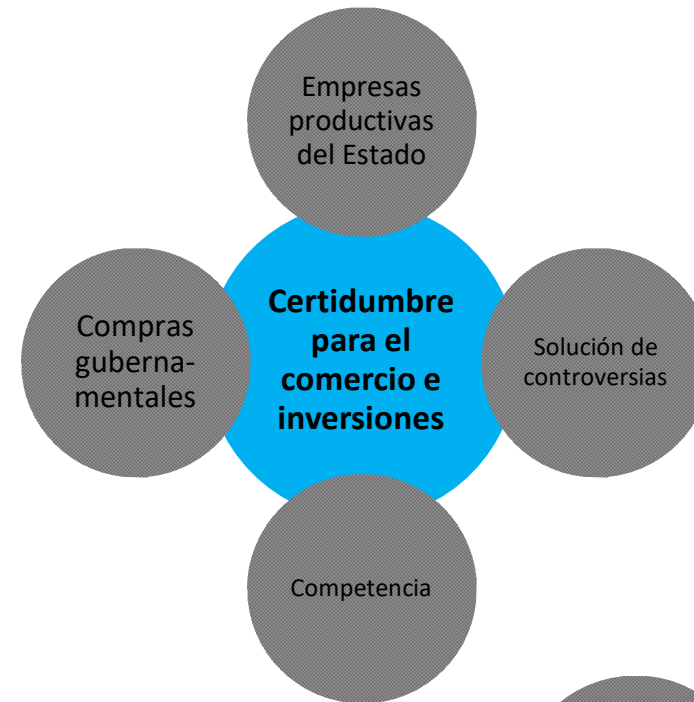 Empresas
productivas
del Estado
Certidumbre
para el
comercio e
inversiones
Compras
guberna-
mentales
Solución de
controversias
Competencia